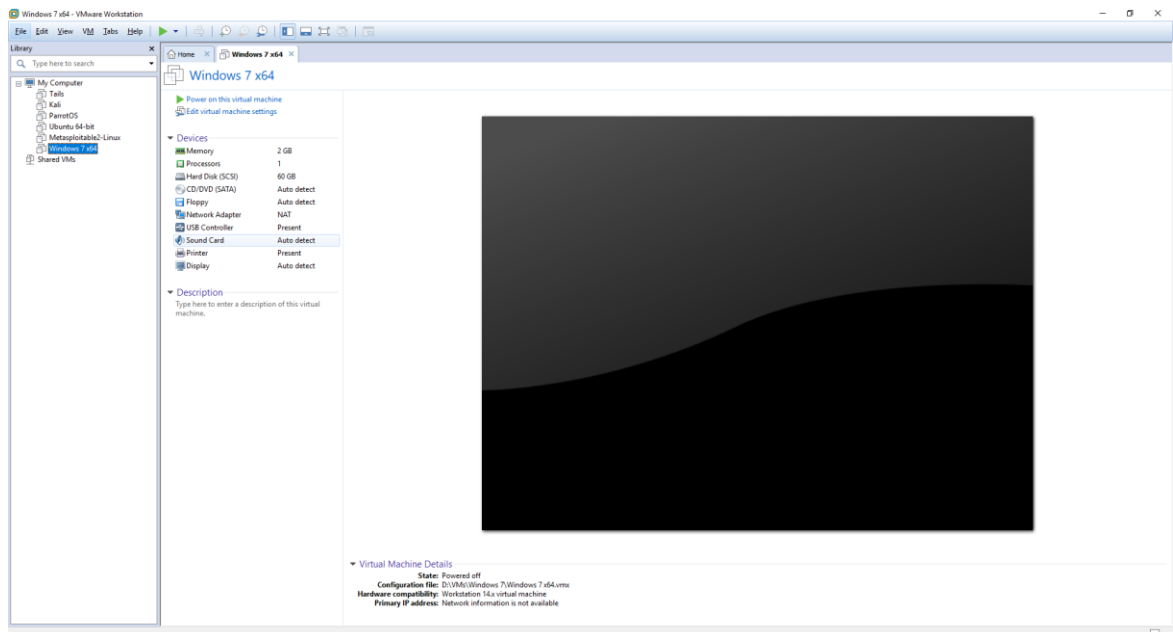 Windows 7 x64 - VMware Workstation
File Edit View VM Tabs Help
Library
Type here to search
My Computer
Tails
Kali
ParrotOS
Ubuntu 64-bit
Metasploitable2-Linux
Windows 7 x64
Shared VMs
Home
Windows 7 x64
Windows 7 x64
Power on this virtual machine
Edit virtual machine settings
Devices
Memory 2 GB
Processors 1
Hard Disk (SCSI) 60 GB
CD/DVD (SATA) Auto detect
Floppy Auto detect
Network Adapter NAT
USB Controller Present
Sound Card Auto detect
Printer Present
Display Auto detect
Description
Type here to enter a description of this virtual
machine.
Virtual Machine Details
State: Powered off
Configuration file: D:\VMs\Windows 7\Windows 7 x64.vmx
Hardware compatibility: Workstation 14.x virtual machine
Primary IP address: Network information is not available